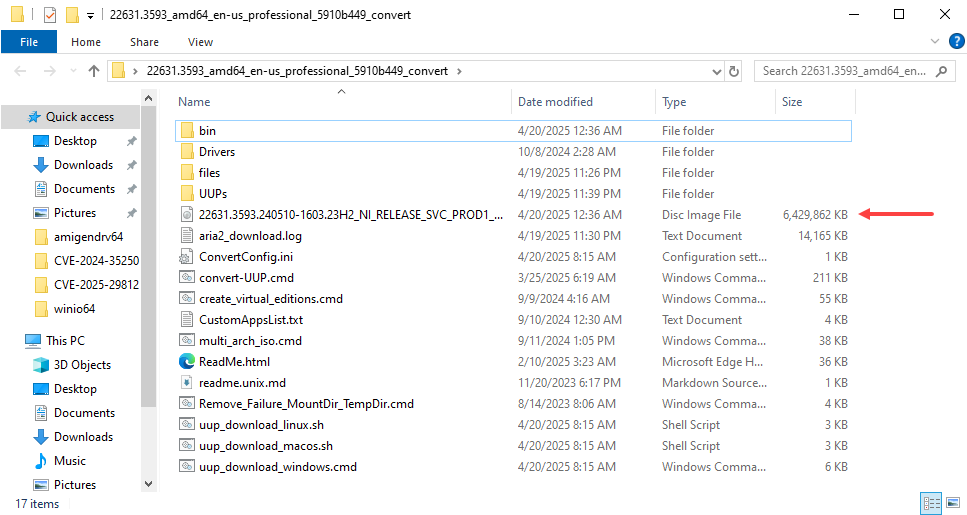 22631.3593_amd64_en-us_professional_5910b449_convert
File Home Share View
22631.3593_amd64_en-us_professional_5910b449_convert Search 22631.3593_amd64_en...
Name Date modified Type Size
Quick access
Desktop
Downloads
Documents
Pictures
amigendrv64
CVE-2024-35250
CVE-2025-29812
winio64
This PC
3D Objects
Desktop
Documents
Downloads
Music
Pictures
bin 4/20/2025 12:36 AM File folder
Drivers 10/8/2024 2:28 AM File folder
files 4/19/2025 11:26 PM File folder
UUPs 4/19/2025 11:39 PM File folder
22631.3593.240510-1603.23H2_NI_RELEASE_SVC_PROD1_... 4/20/2025 12:36 AM Disc Image File 6,429,862 KB
aria2_download.log 4/19/2025 11:30 PM Text Document 14,165 KB
ConvertConfig.ini 4/20/2025 8:15 AM Configuration sett... 1 KB
convert-UUP.cmd 3/25/2025 6:19 AM Windows Comma... 211 KB
create_virtual_editions.cmd 9/9/2024 4:16 AM Windows Comma... 55 KB
CustomAppsList.txt 9/10/2024 12:30 AM Text Document 4 KB
multi_arch_iso.cmd 9/11/2024 1:05 PM Windows Comma... 38 KB
ReadMe.html 2/10/2025 3:23 AM Microsoft Edge H... 36 KB
readme.unix.md 11/20/2023 6:17 PM Markdown Source... 1 KB
Remove_Failure_MountDir_TempDir.cmd 8/14/2023 8:06 AM Windows Comma... 4 KB
uup_download_linux.sh 4/20/2025 8:15 AM Shell Script 3 KB
uup_download_macos.sh 4/20/2025 8:15 AM Shell Script 3 KB
uup_download_windows.cmd 4/20/2025 8:15 AM Windows Comma... 6 KB
17 items